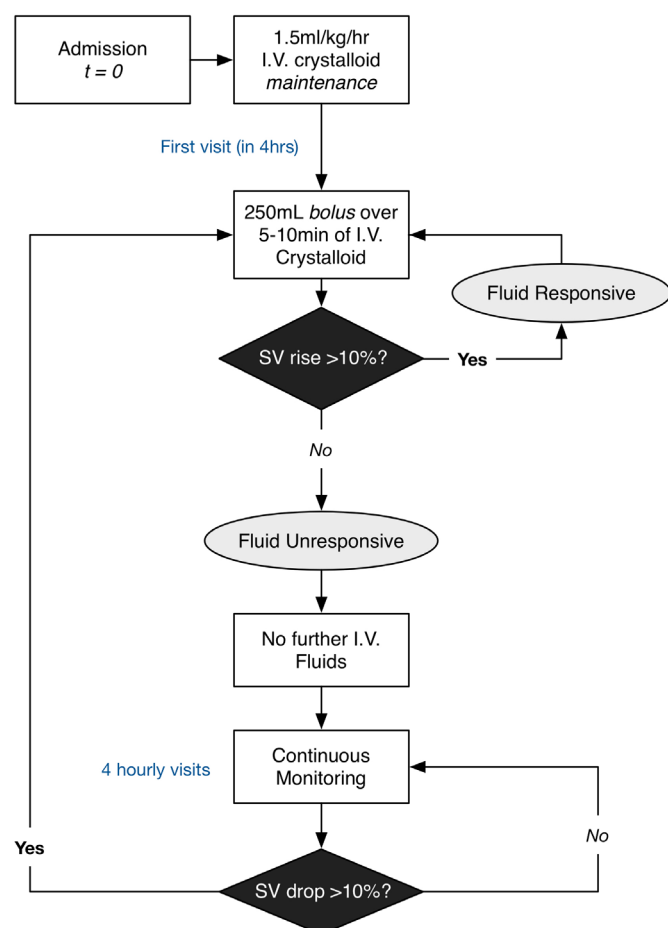 Admission
t = 0
1.5ml/kg/hr
I.V. crystalloid
maintenance
First visit (in 4hrs)
250mL bolus over
5-10min of I.V.
Crystalloid
Fluid Responsive
SV rise >10%?
Yes
No
Fluid Unresponsive
No further I.V.
Fluids
4 hourly visits
Continuous
Monitoring
No
Yes
SV drop >10%?